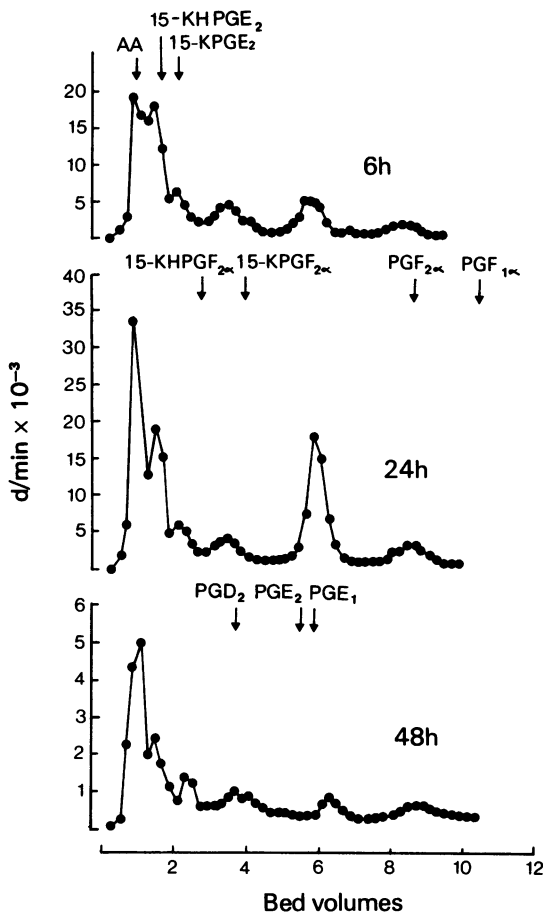 15-KHPGE₂
AA 15-KPGE₂
20
15
10
5
6h
15-KHPGF₂∝ 15-KPGF₂∝ PGF₂∝ PGF₁∝
40
35
30
25
20
15
10
5
24h
d/min × 10⁻³
PGD₂ PGE₂ PGE₁
6
5
4
3
2
1
48h
2 4 6 8 10 12
Bed volumes